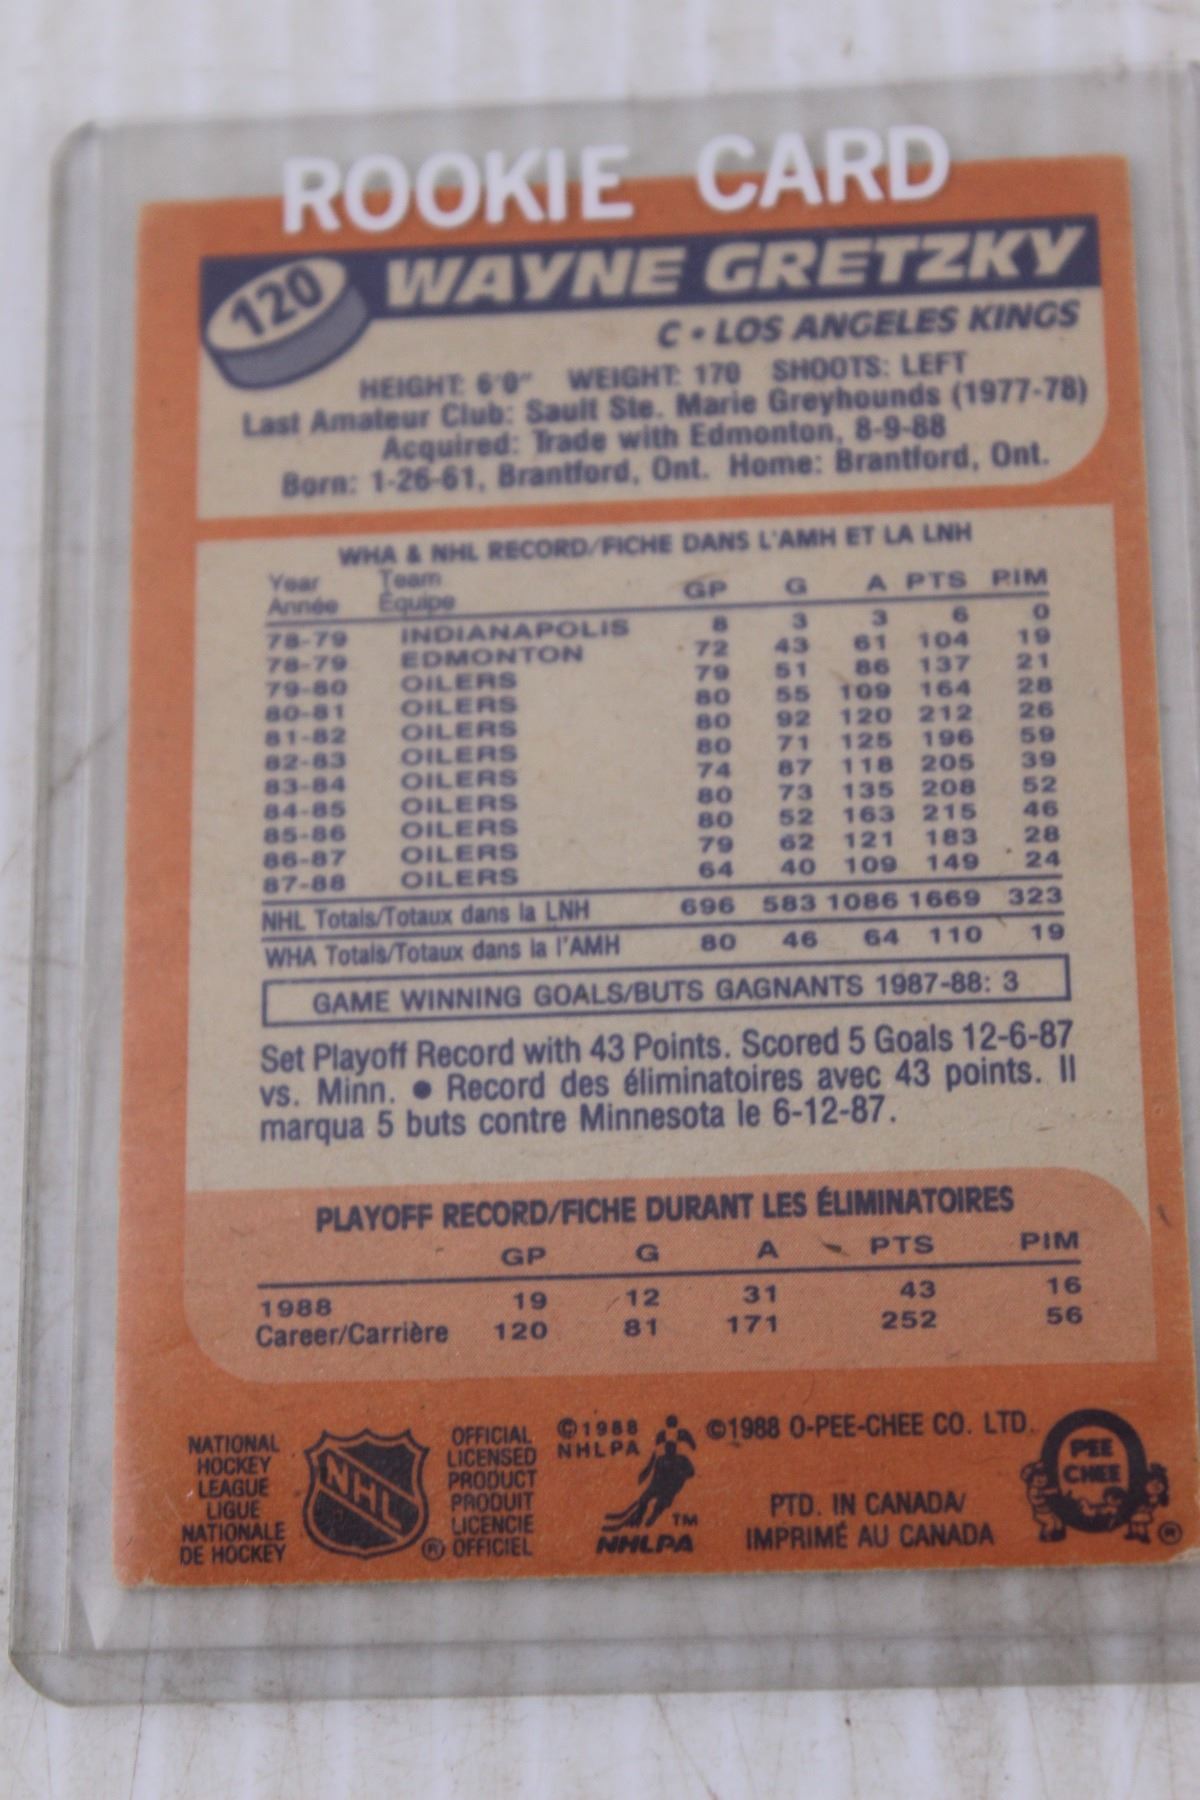 ROOKIE CARD
120 WAYNE GRETZKY
C • LOS ANGELES KINGS
HEIGHT: 6'0" WEIGHT: 170 SHOOTS: LEFT
Last Amateur Club: Sault Ste. Marie Greyhounds (1977-78)
Acquired: Trade with Edmonton, 8-9-88
Born: 1-26-61, Brantford, Ont. Home: Brantford, Ont.
WHA & NHL RECORD/FICHE DANS L'AMH ET LA LNH
Year Team
Année Équipe GP G A PTS PIM
78-79 INDIANAPOLIS 8 3 3 6 0
78-79 EDMONTON 72 43 61 104 19
79-80 OILERS 79 51 86 137 21
80-81 OILERS 80 55 109 164 28
81-82 OILERS 80 92 120 212 26
82-83 OILERS 80 71 125 196 59
83-84 OILERS 74 87 118 205 39
84-85 OILERS 80 73 135 208 52
85-86 OILERS 80 52 163 215 46
86-87 OILERS 79 62 121 183 28
87-88 OILERS 64 40 109 149 24
NHL Totals/Totaux dans la LNH 696 583 1086 1669 323
WHA Totals/Totaux dans la l'AMH 80 46 64 110 19
GAME WINNING GOALS/BUTS GAGNANTS 1987-88: 3
Set Playoff Record with 43 Points. Scored 5 Goals 12-6-87
vs. Minn. • Record des éliminatoires avec 43 points. Il
marqua 5 buts contre Minnesota le 6-12-87.
PLAYOFF RECORD/FICHE DURANT LES ÉLIMINATOIRES
GP G A PTS PIM
1988 19 12 31 43 16
Career/Carrière 120 81 171 252 56
NATIONAL
HOCKEY
LEAGUE
LIGUE
NATIONALE
DE HOCKEY
NHL
®
OFFICIAL
LICENSED
PRODUCT
PRODUIT
LICENCIE
OFFICIEL
©1988
NHLPA
TM
NHLPA
©1988 O-PEE-CHEE CO. LTD.
PTD. IN CANADA/
IMPRIMÉ AU CANADA
PEE
CHEE
®